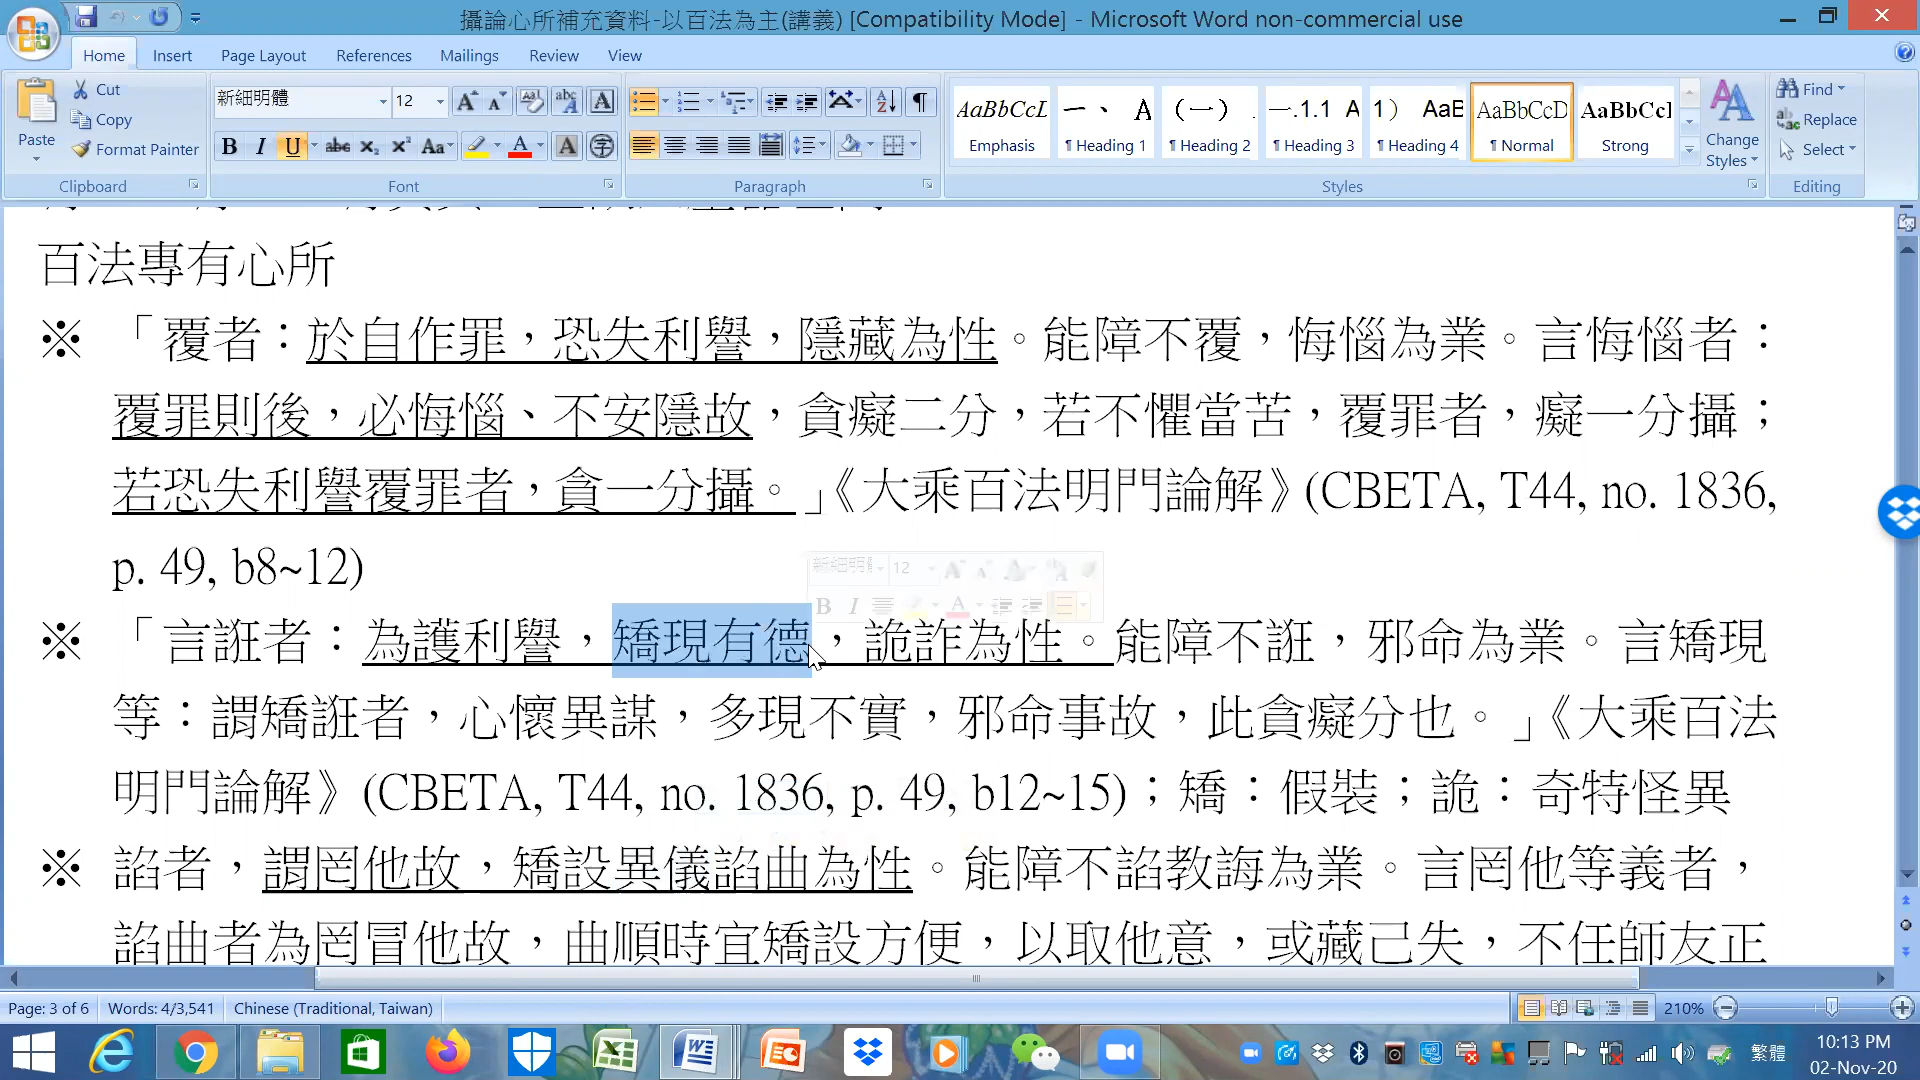 攝論心所補充資料-以百法為主(講義) [Compatibility Mode] - Microsoft Word non-commercial use
Home Insert Page Layout References Mailings Review View
Paste
Cut
Copy
Format Painter
Clipboard
新細明體 12
Font
Paragraph
AaBbCcL 一、 A (一) . 一.1.1 A 1) AaB AaBbCcD AaBbCcI
Emphasis Heading 1 Heading 2 Heading 3 Heading 4 Normal Strong
Change Styles
Styles
Find
Replace
Select
Editing
百法專有心所
※ 「覆者：於自作罪，恐失利譽，隱藏為性。能障不覆，悔惱為業。言悔惱者：
覆罪則後，必悔惱、不安隱故，貪癡二分，若不懼當苦，覆罪者，癡一分攝；
若恐失利譽覆罪者，貪一分攝。」《大乘百法明門論解》(CBETA, T44, no. 1836,
p. 49, b8~12)
※ 「言誑者：為護利譽，矯現有德，詭詐為性。能障不誑，邪命為業。言矯現
等：謂矯誑者，心懷異謀，多現不實，邪命事故，此貪癡分也。」《大乘百法
明門論解》(CBETA, T44, no. 1836, p. 49, b12~15)；矯：假裝；詭：奇特怪異
※ 諂者，謂罔他故，矯設異儀諂曲為性。能障不諂教誨為業。言罔他等義者，
諂曲者為罔冒他故，曲順時宜矯設方便，以取他意，或藏己失，不任師友正
Page: 3 of 6 Words: 4/3,541 Chinese (Traditional, Taiwan) 210%
繁體
10:13 PM
02-Nov-20